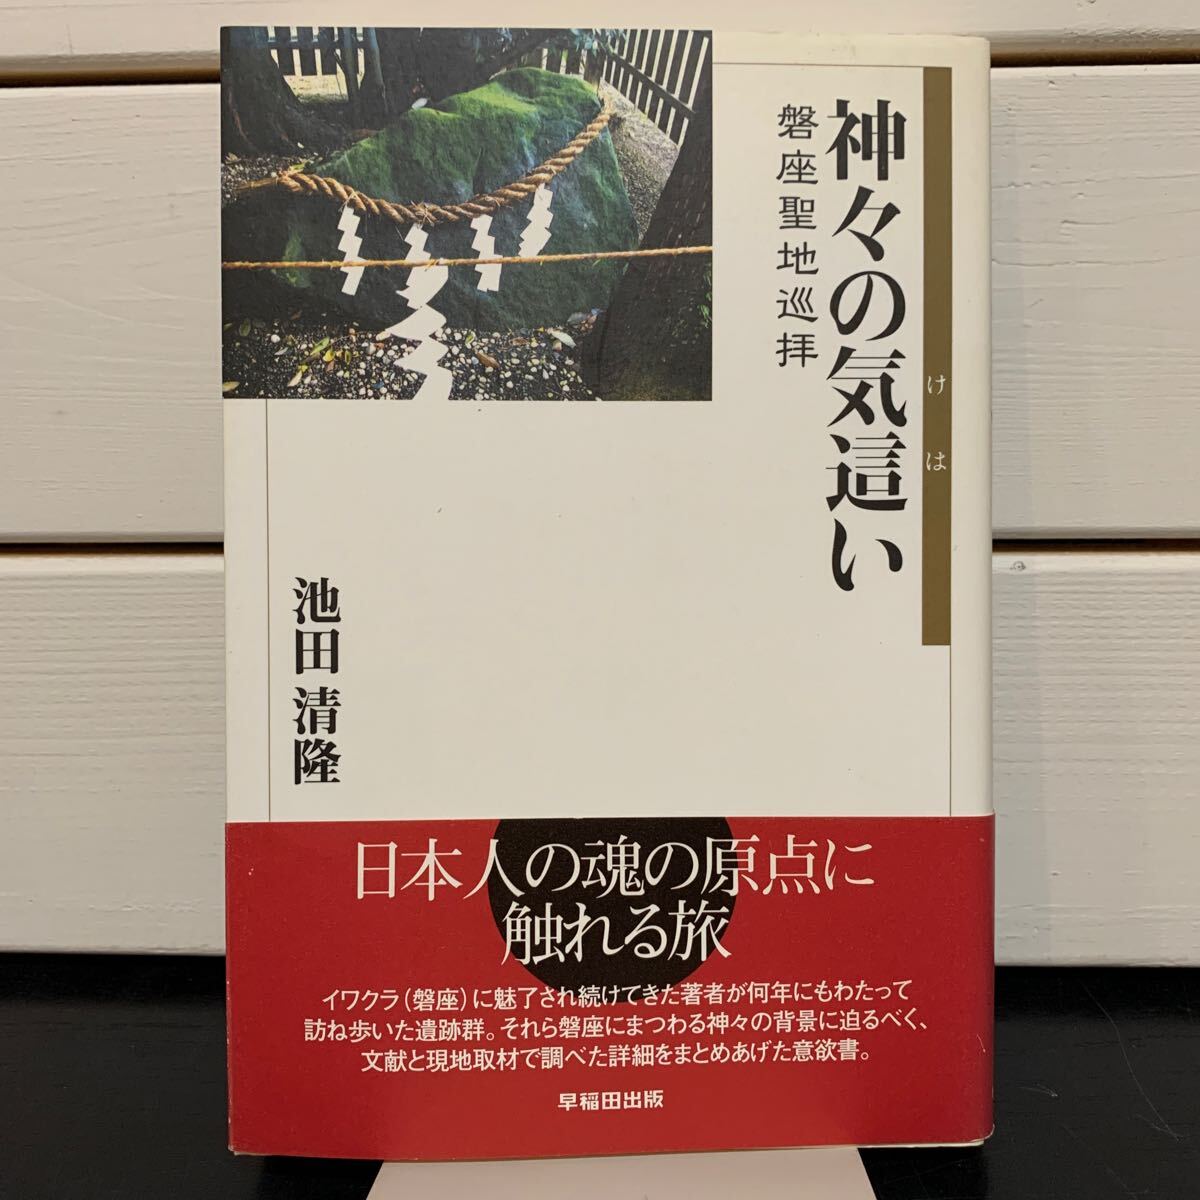 神々の気這い
けは
磐座聖地巡拝
池田清隆
日本人の魂の原点に
触れる旅
イワクラ（磐座）に魅了され続けてきた著者が何年にもわたって
訪ね歩いた遺跡群。それら磐座にまつわる神々の背景に迫るべく、
文献と現地取材で調べた詳細をまとめあげた意欲書。
早稲田出版